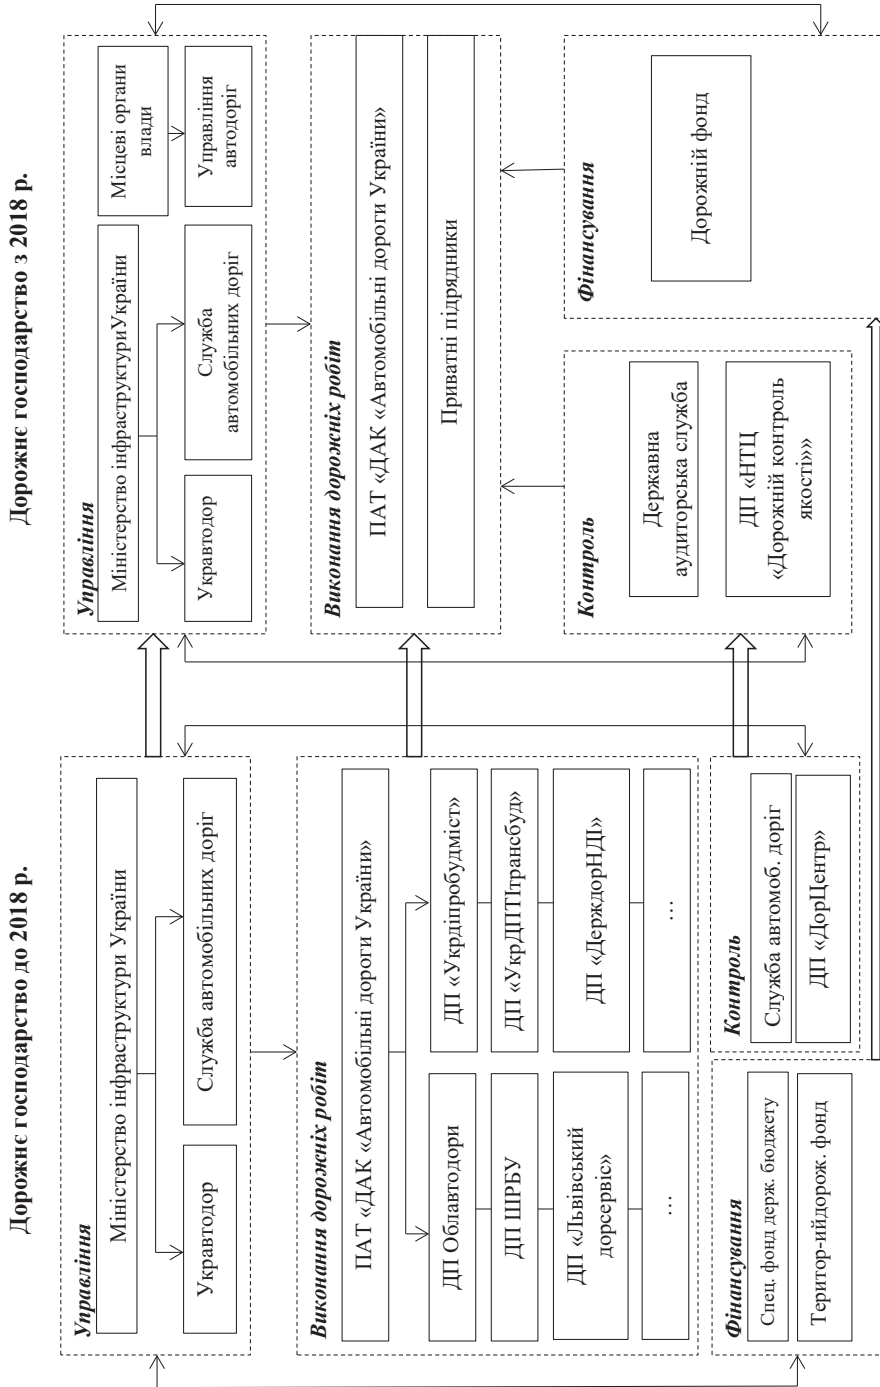 Дорожнє господарство до 2018 р.
Управління
Міністерство інфраструктури України
Укравтодор
Служба автомобільних доріг
Виконання дорожніх робіт
ПАТ «ДАК «Автомобільні дороги України»
ДП Облавтодори
ДП ШРБУ
ДП «Львівський
дорсервіс»
…
ДП «Укрдіпробудміст»
ДП «УкрДПТІтрансбуд»
ДП «ДерждорНДІ»
…
Фінансування
Спец. фонд держ. бюджету
Територ-ийдорож. фонд
Контроль
Служба автомоб. доріг
ДП «ДорЦентр»
Дорожнє господарство з 2018 р.
Управління
Міністерство інфраструктуриУкраїни
Укравтодор
Служба
автомобільних доріг
Місцеві органи
влади
Управління
автодоріг
Виконання дорожніх робіт
ПАТ «ДАК «Автомобільні дороги України»
Приватні підрядники
Контроль
Державна
аудиторська служба
ДП «НТЦ
«Дорожній контроль
якості»»
Фінансування
Дорожній фонд